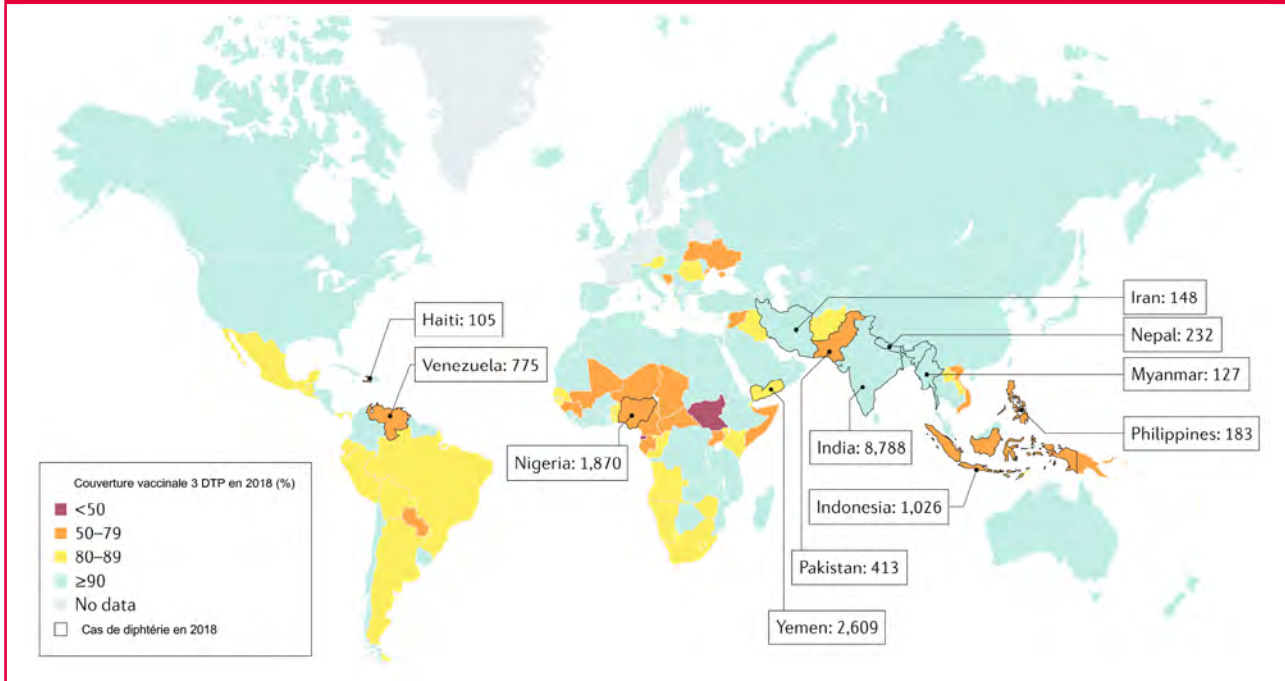 Haiti: 105
Venezuela: 775
Nigeria: 1,870
Iran: 148
Nepal: 232
Myanmar: 127
Philippines: 183
India: 8,788
Indonesia: 1,026
Pakistan: 413
Yemen: 2,609
Couverture vaccinale 3 DTP en 2018 (%)
<50
50–79
80–89
≥90
No data
Cas de diphtérie en 2018